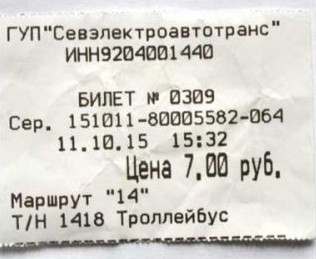 ГУП"Севэлектроавтотранс"
ИНН9204001440
БИЛЕТ № 0309
Сер. 151011-80005582-064
11.10.15 15:32
Цена 7,00 руб.
Маршрут "14"
Т/Н 1418 Троллейбус